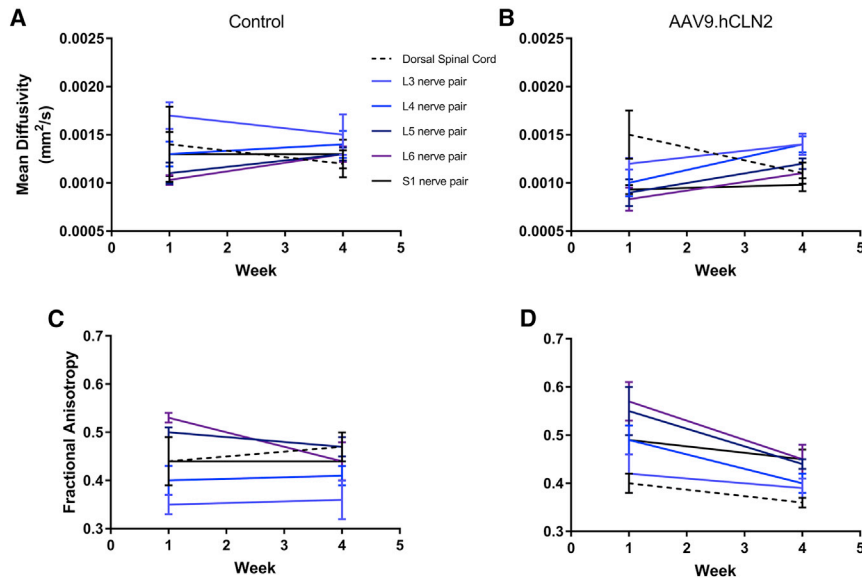 A
Control
B
AAV9.hCLN2
Mean Diffusivity
(mm²/s)
0.0025
0.0020
0.0015
0.0010
0.0005
0
1
2
3
4
5
Week
Dorsal Spinal Cord
L3 nerve pair
L4 nerve pair
L5 nerve pair
L6 nerve pair
S1 nerve pair
0.0025
0.0020
0.0015
0.0010
0.0005
0
1
2
3
4
5
Week
C
Fractional Anisotropy
0.7
0.6
0.5
0.4
0.3
0
1
2
3
4
5
Week
D
0.7
0.6
0.5
0.4
0.3
0
1
2
3
4
5
Week